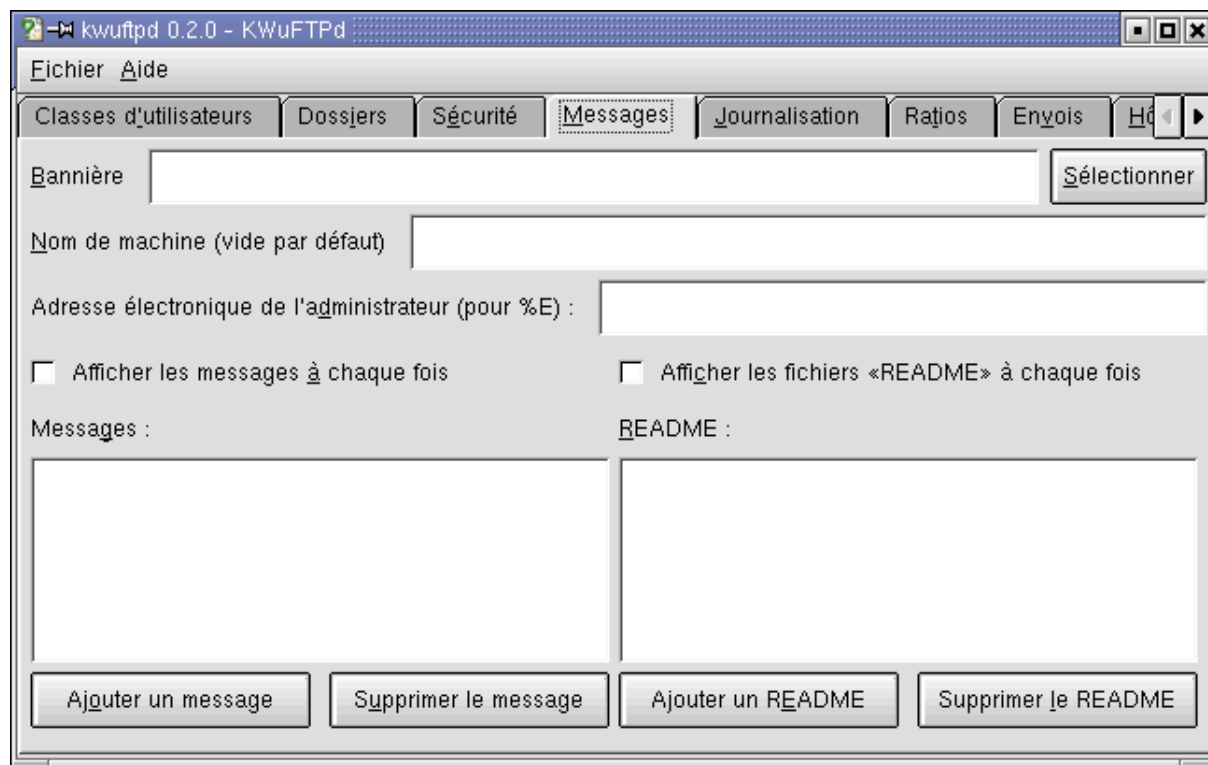 kwuftpd 0.2.0 - KWuFTPd
Fichier Aide
Classes d'utilisateurs Dossiers Sécurité Messages Journalisation Ratios Envois
Bannière Sélectionner
Nom de machine (vide par défaut)
Adresse électronique de l'administrateur (pour %E) :
Afficher les messages à chaque fois Afficher les fichiers «README» à chaque fois
Messages : README :
Ajouter un message Supprimer le message Ajouter un README Supprimer le README